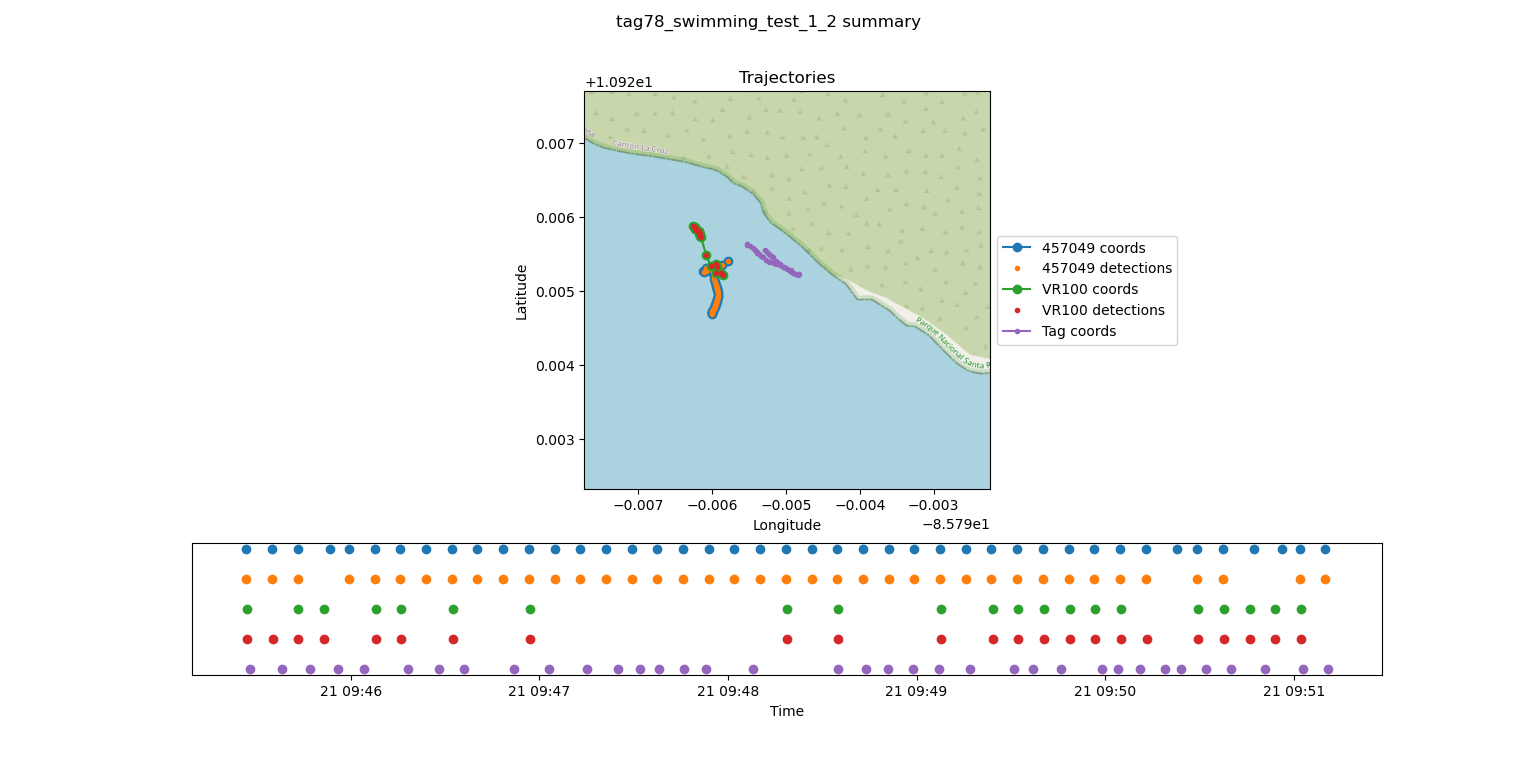 tag78_swimming_test_1_2 summary
Trajectories
+1.092e1
0.007
0.006
0.005
0.004
0.003
Latitude
Cantón La Cruz
Parque Nacional Santa R
−0.007 −0.006 −0.005 −0.004 −0.003
−8.579e1
Longitude
457049 coords
457049 detections
VR100 coords
VR100 detections
Tag coords
21 09:46 21 09:47 21 09:48 21 09:49 21 09:50 21 09:51
Time